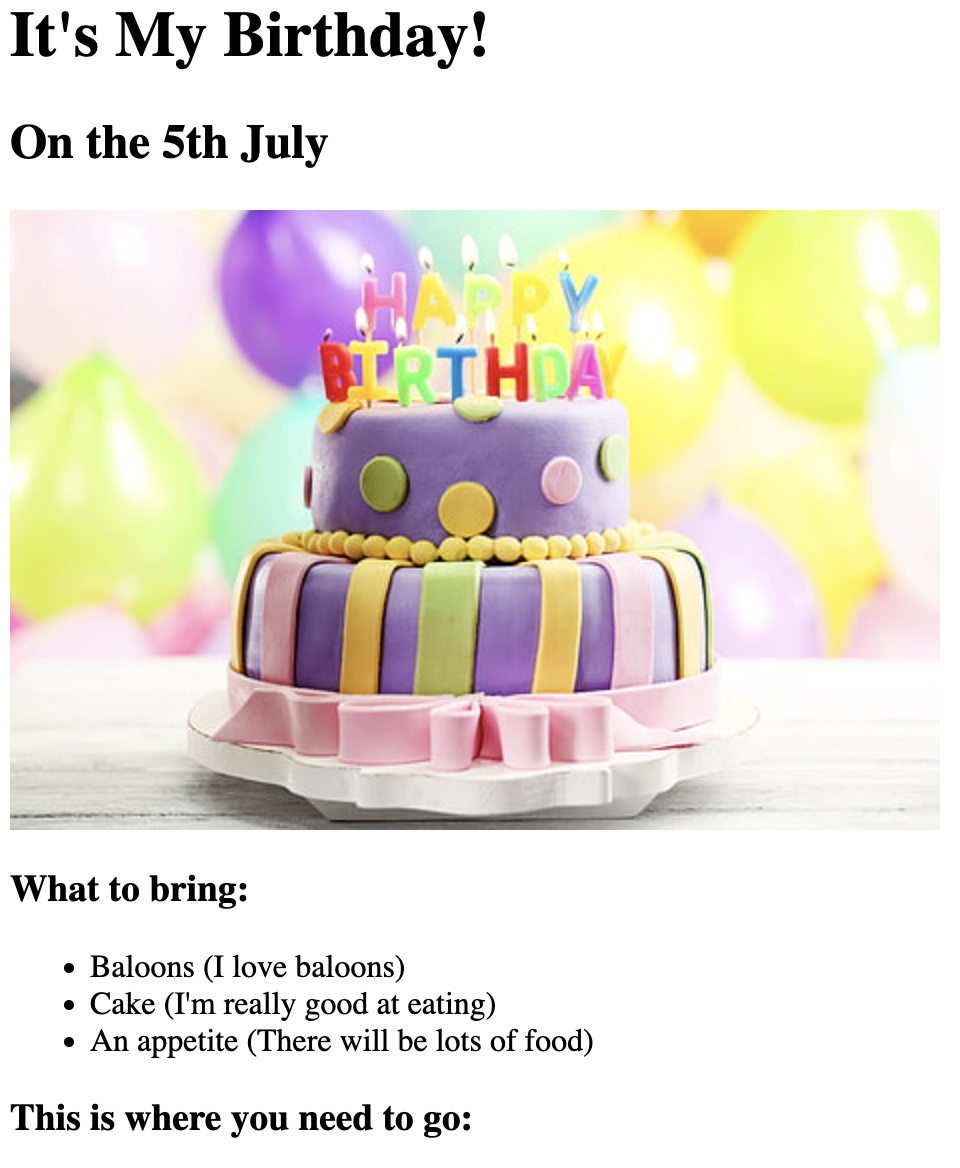 It's My Birthday!
On the 5th July
HAPPY
BIRTHDAY
What to bring:
Baloons (I love baloons)
Cake (I'm really good at eating)
An appetite (There will be lots of food)
This is where you need to go: